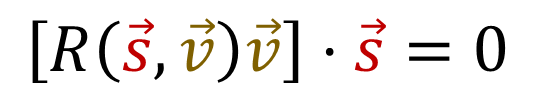 [R(s⃗, v⃗)v⃗] · s⃗ = 0